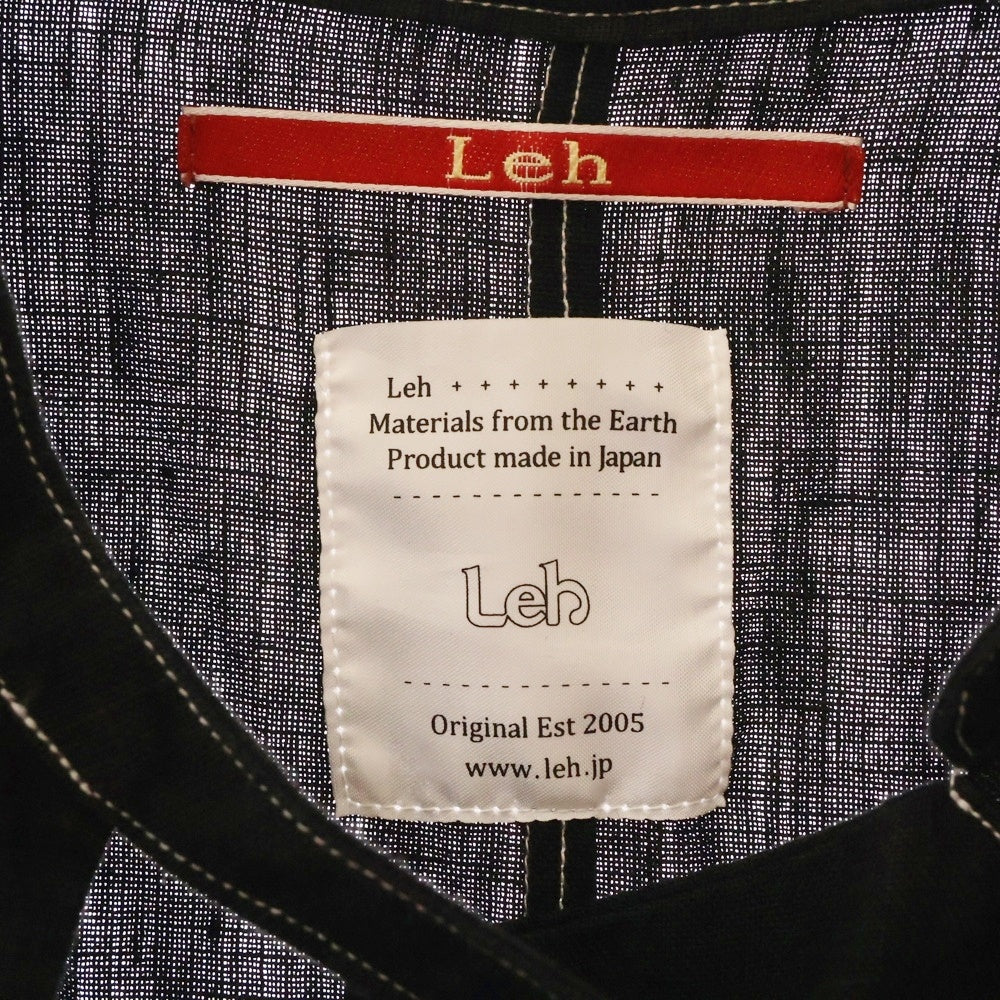 Leh
Leh + + + + + + + +
Materials from the Earth
Product made in Japan
Leh
Original Est 2005
www.leh.jp